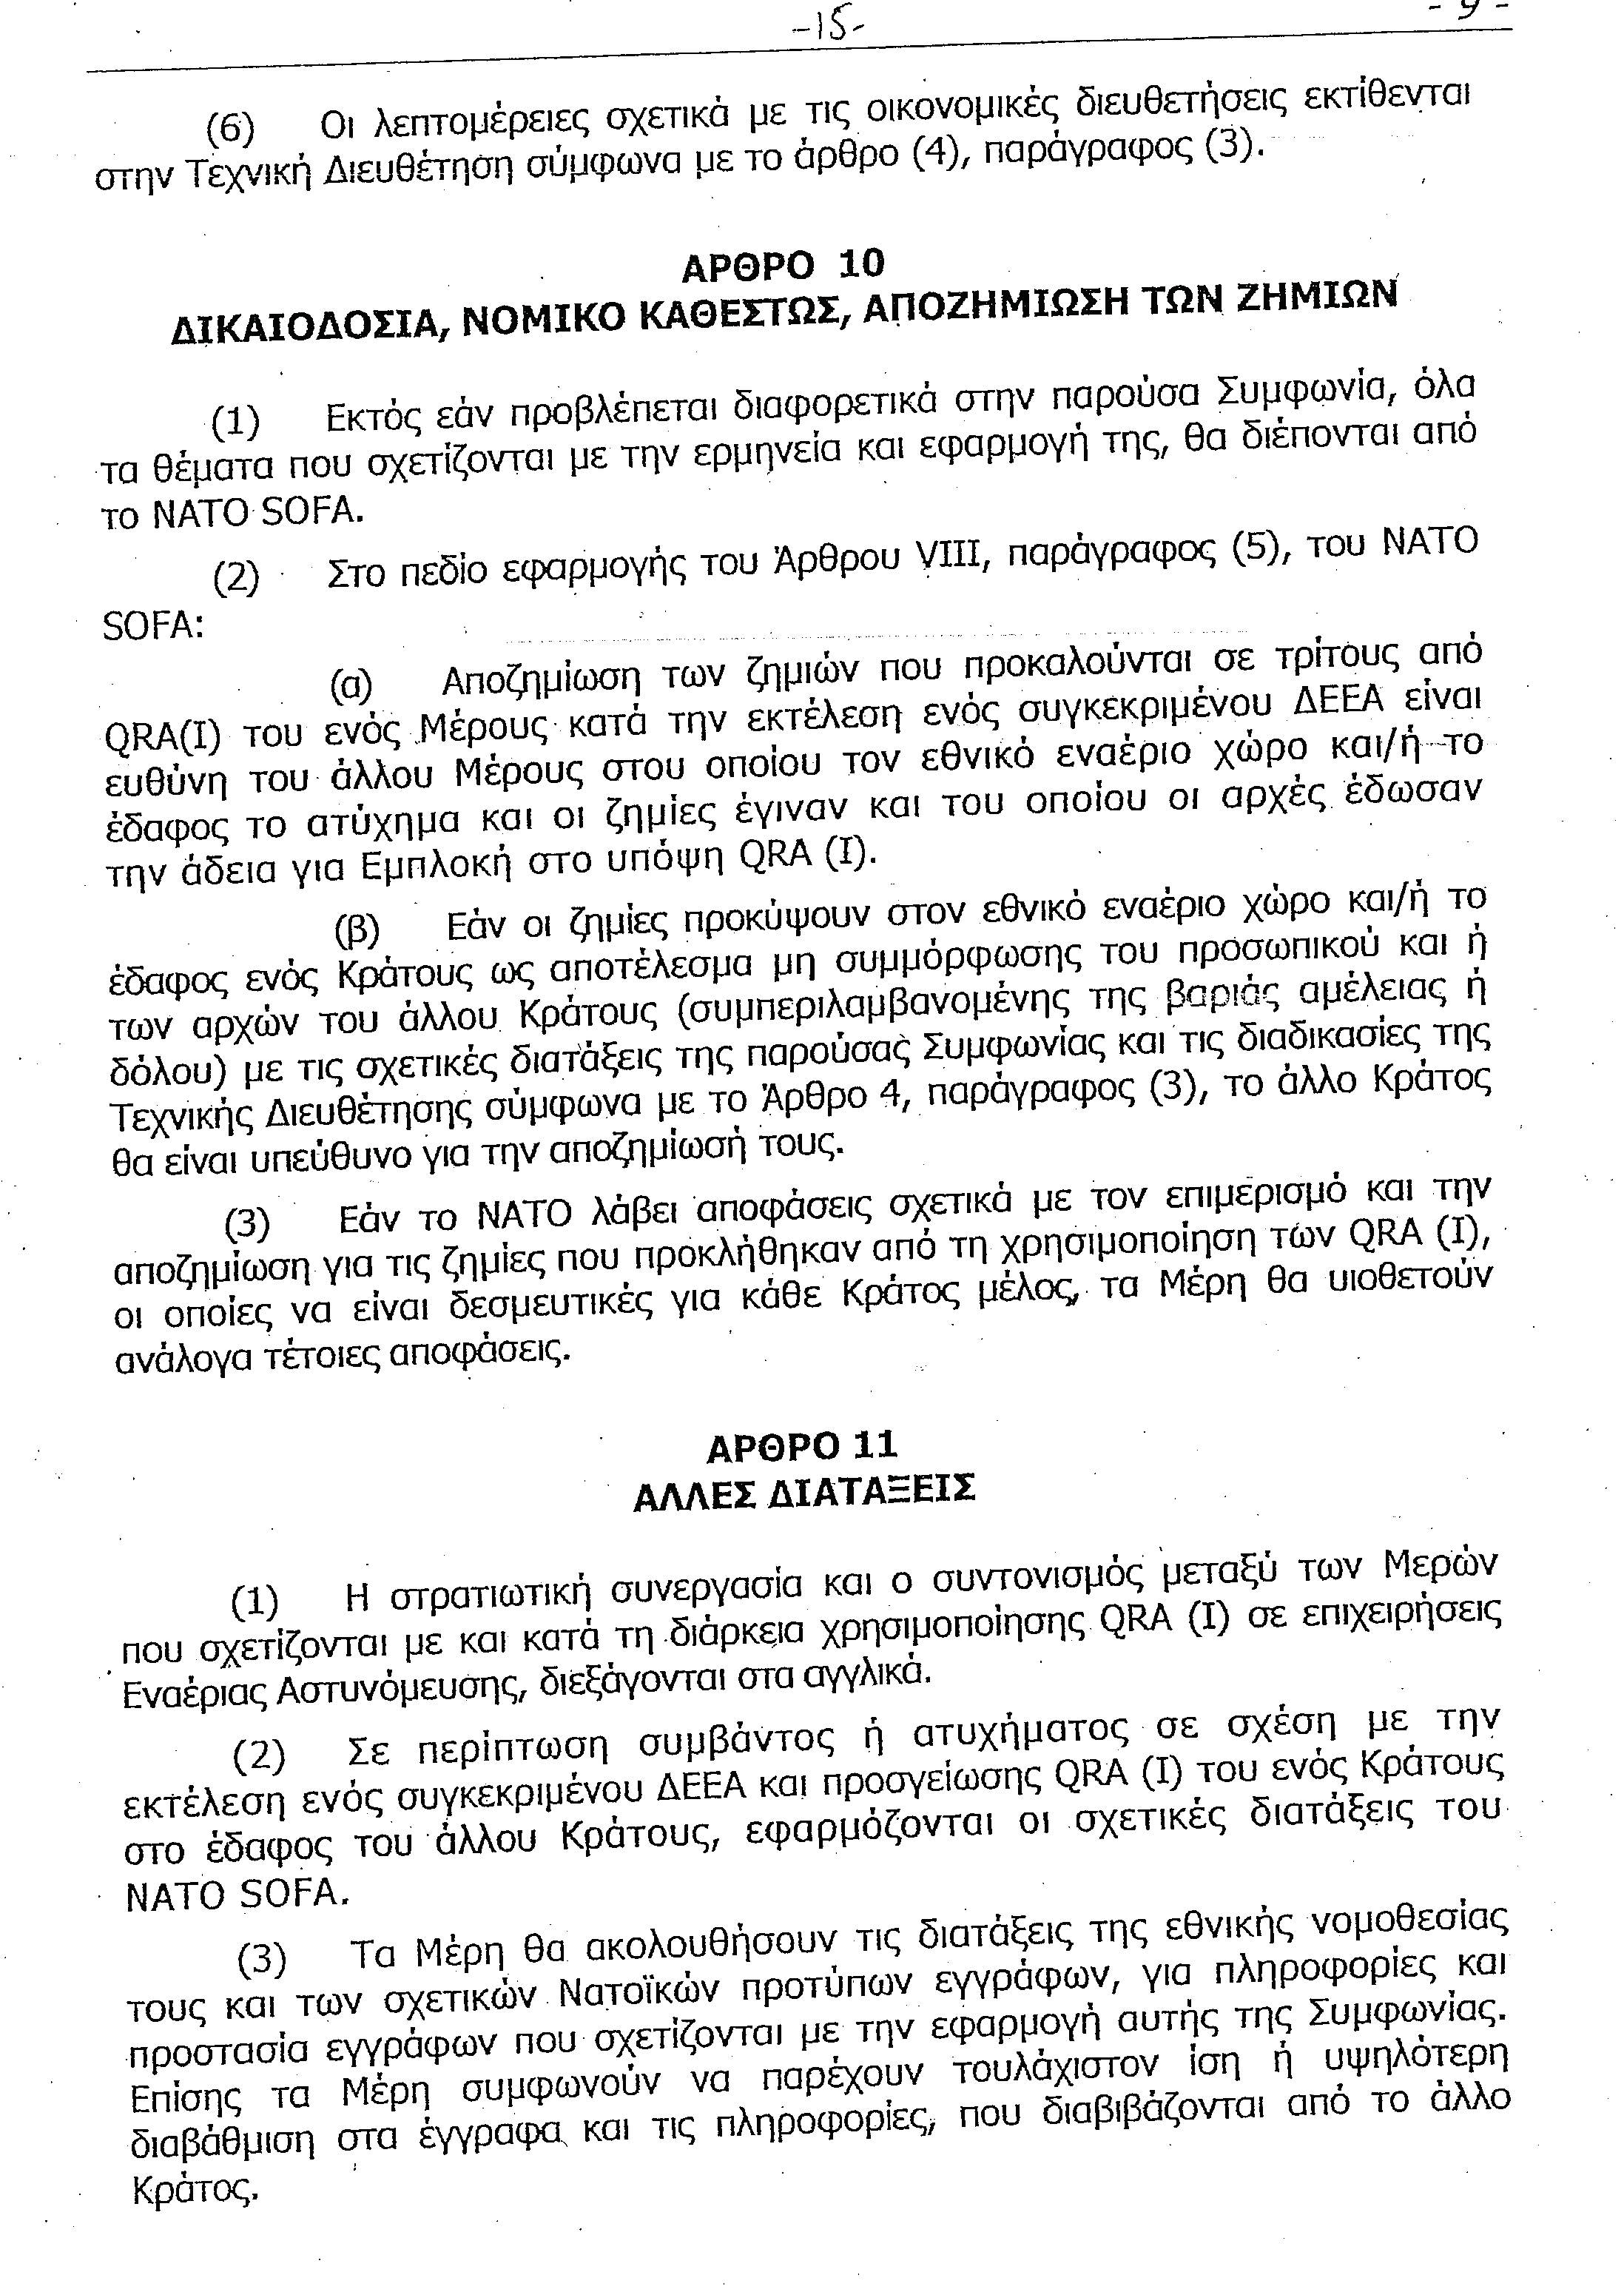 -15-
- 9 -
(6) Οι λεπτομέρειες σχετικά με τις οικονομικές διευθετήσεις εκτίθενται
στην Τεχνική Διευθέτηση σύμφωνα με το άρθρο (4), παράγραφος (3).
ΑΡΘΡΟ 10
ΔΙΚΑΙΟΔΟΣΙΑ, ΝΟΜΙΚΟ ΚΑΘΕΣΤΩΣ, ΑΠΟΖΗΜΙΩΣΗ ΤΩΝ ΖΗΜΙΩΝ
(1) Εκτός εάν προβλέπεται διαφορετικά στην παρούσα Συμφωνία, όλα
τα θέματα που σχετίζονται με την ερμηνεία και εφαρμογή της, θα διέπονται από
το NATO SOFA.
(2) Στο πεδίο εφαρμογής του Άρθρου VIII, παράγραφος (5), του NATO
SOFA:
(α) Αποζημίωση των ζημιών που προκαλούνται σε τρίτους από
QRA(I) του ενός Μέρους κατά την εκτέλεση ενός συγκεκριμένου ΔΕΕΑ είναι
ευθύνη του άλλου Μέρους στου οποίου τον εθνικό εναέριο χώρο και/ή το
έδαφος το ατύχημα και οι ζημίες έγιναν και του οποίου οι αρχές έδωσαν
την άδεια για Εμπλοκή στο υπόψη QRA (I).
(β) Εάν οι ζημίες προκύψουν στον εθνικό εναέριο χώρο και/ή το
έδαφος ενός Κράτους ως αποτέλεσμα μη συμμόρφωσης του προσωπικού και ή
των αρχών του άλλου Κράτους (συμπεριλαμβανομένης της βαριάς αμέλειας ή
δόλου) με τις σχετικές διατάξεις της παρούσας Συμφωνίας και τις διαδικασίες της
Τεχνικής Διευθέτησης σύμφωνα με το Άρθρο 4, παράγραφος (3), το άλλο Κράτος
θα είναι υπεύθυνο για την αποζημίωσή τους.
(3) Εάν το ΝΑΤΟ λάβει αποφάσεις σχετικά με τον επιμερισμό και την
αποζημίωση για τις ζημίες που προκλήθηκαν από τη χρησιμοποίηση των QRA (I),
οι οποίες να είναι δεσμευτικές για κάθε Κράτος μέλος, τα Μέρη θα υιοθετούν
ανάλογα τέτοιες αποφάσεις.
ΑΡΘΡΟ 11
ΑΛΛΕΣ ΔΙΑΤΑΞΕΙΣ
(1) Η στρατιωτική συνεργασία και ο συντονισμός μεταξύ των Μερών
που σχετίζονται με και κατά τη διάρκεια χρησιμοποίησης QRA (I) σε επιχειρήσεις
Εναέριας Αστυνόμευσης, διεξάγονται στα αγγλικά.
(2) Σε περίπτωση συμβάντος ή ατυχήματος σε σχέση με την
εκτέλεση ενός συγκεκριμένου ΔΕΕΑ και προσγείωσης QRA (I) του ενός Κράτους
στο έδαφος του άλλου Κράτους, εφαρμόζονται οι σχετικές διατάξεις του
NATO SOFA.
(3) Τα Μέρη θα ακολουθήσουν τις διατάξεις της εθνικής νομοθεσίας
τους και των σχετικών Νατοϊκών προτύπων εγγράφων, για πληροφορίες και
προστασία εγγράφων που σχετίζονται με την εφαρμογή αυτής της Συμφωνίας.
Επίσης τα Μέρη συμφωνούν να παρέχουν τουλάχιστον ίση ή υψηλότερη
διαβάθμιση στα έγγραφα και τις πληροφορίες, που διαβιβάζονται από το άλλο
Κράτος.